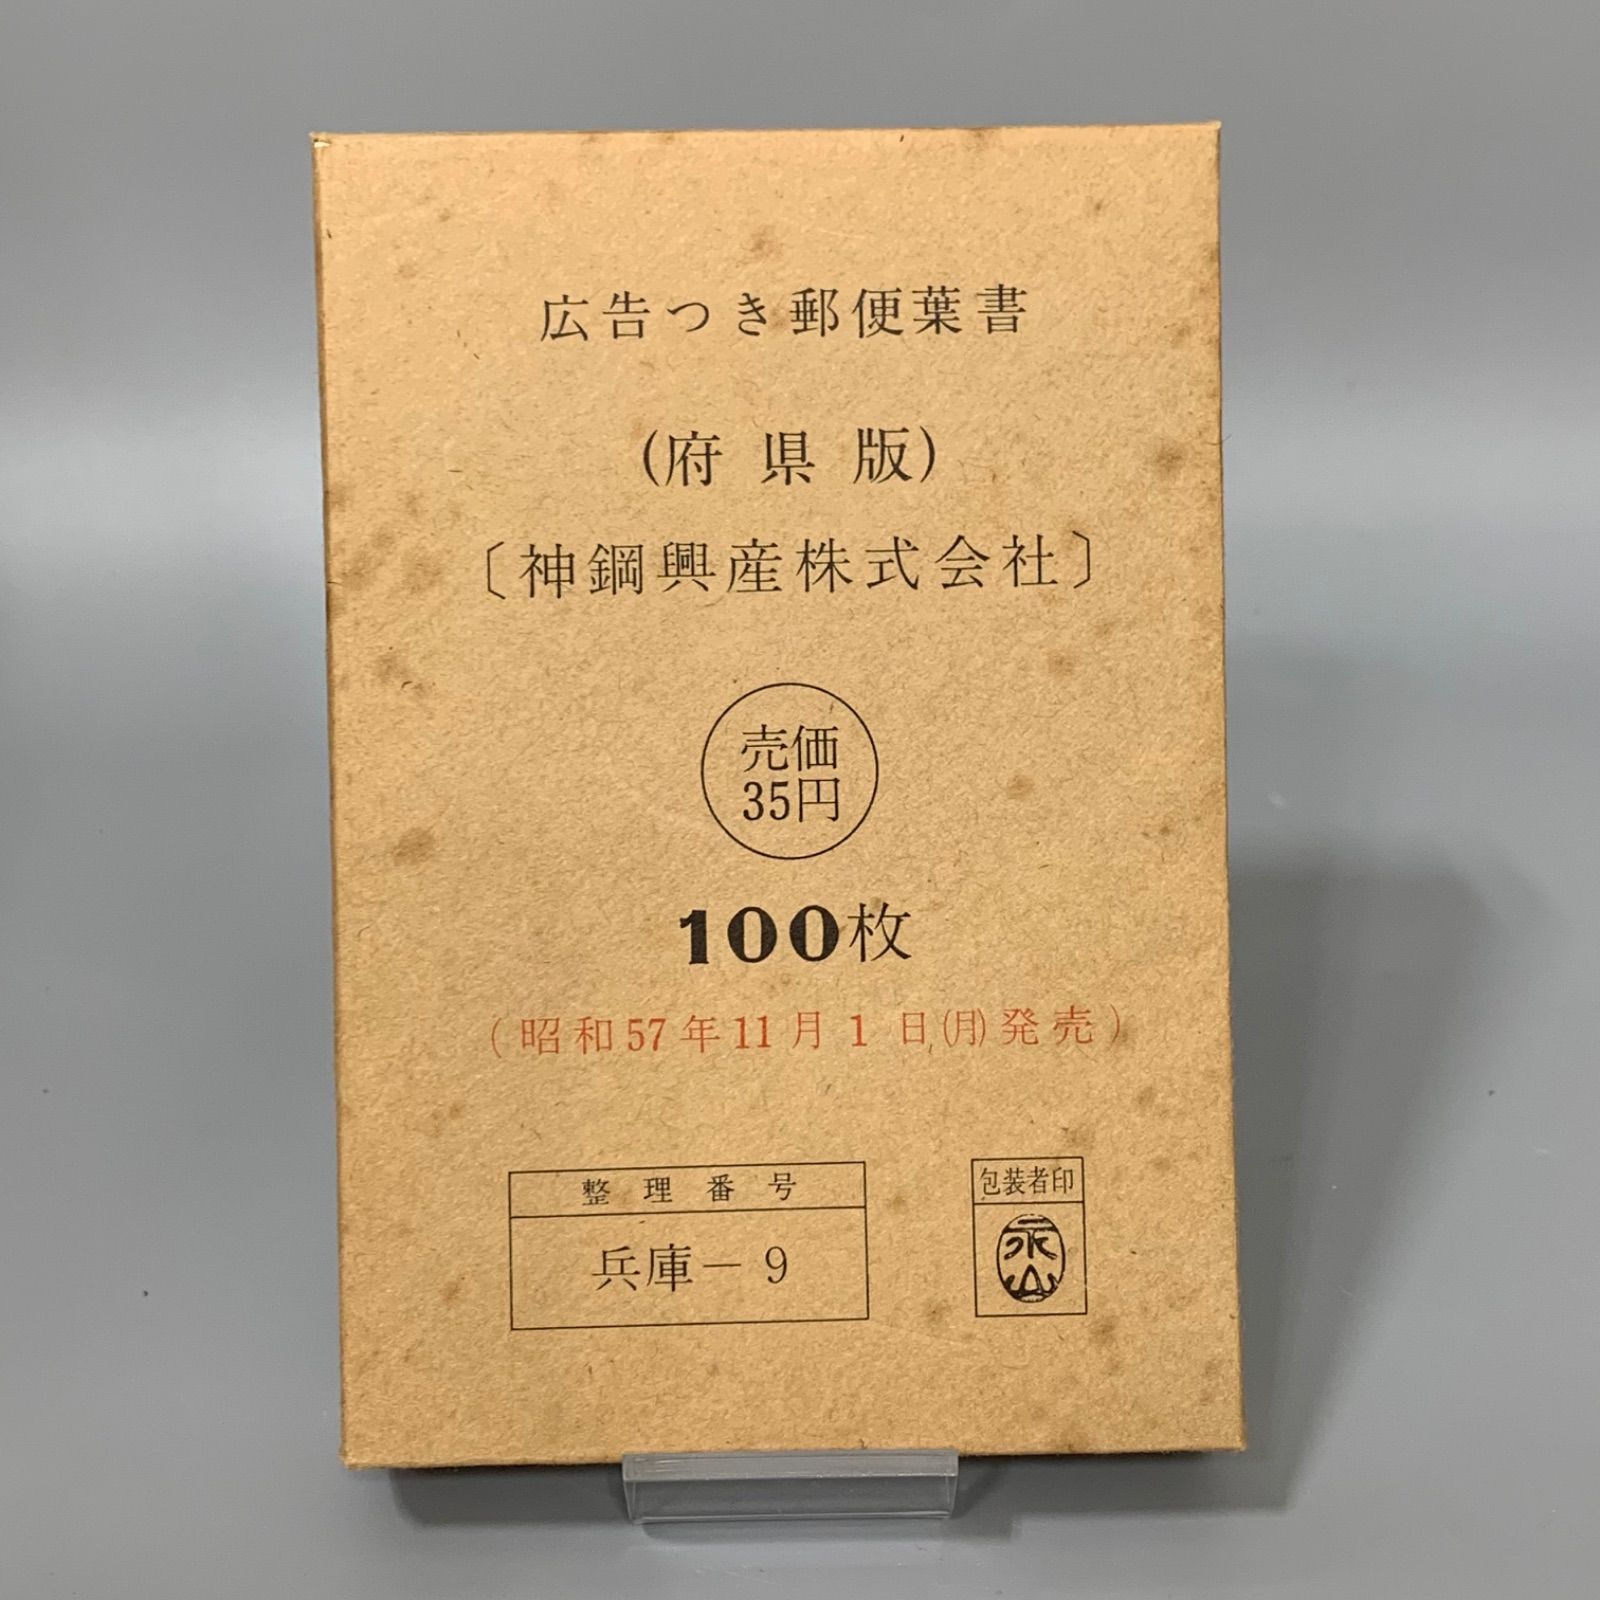 広告つき郵便葉書
(府県版)
〔神鋼興産株式会社〕
売価
35円
100枚
(昭和57年11月1日(月)発売)
整理番号
兵庫－9
包装者印
永山